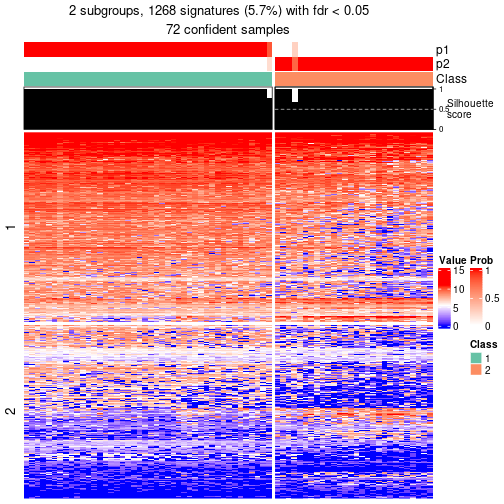 2 subgroups, 1268 signatures (5.7%) with fdr < 0.05
72 confident samples
p1
p2
Class
1
0.5
0
Silhouette
score
1
2
Value
15
10
5
0
Prob
1
0.5
0
Class
1
2